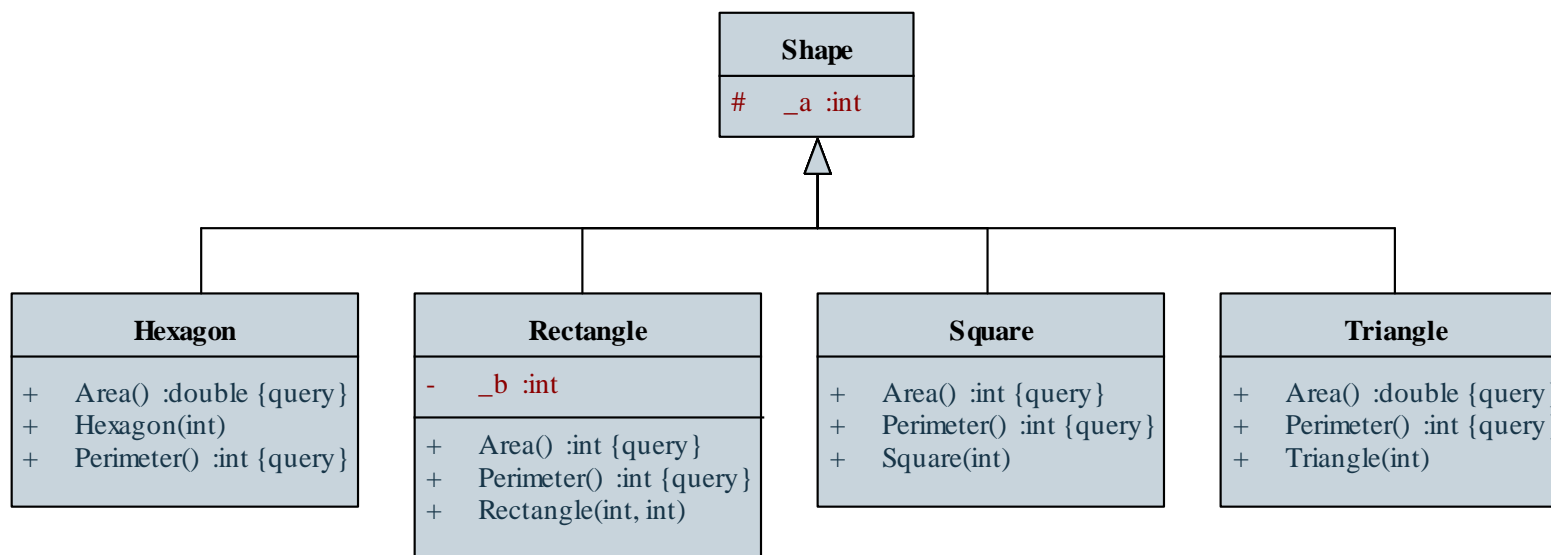 Shape
# _a :int
Hexagon
+ Area() :double {query}
+ Hexagon(int)
+ Perimeter() :int {query}
Rectangle
- _b :int
+ Area() :int {query}
+ Perimeter() :int {query}
+ Rectangle(int, int)
Square
+ Area() :int {query}
+ Perimeter() :int {query}
+ Square(int)
Triangle
+ Area() :double {query}
+ Perimeter() :int {query
+ Triangle(int)